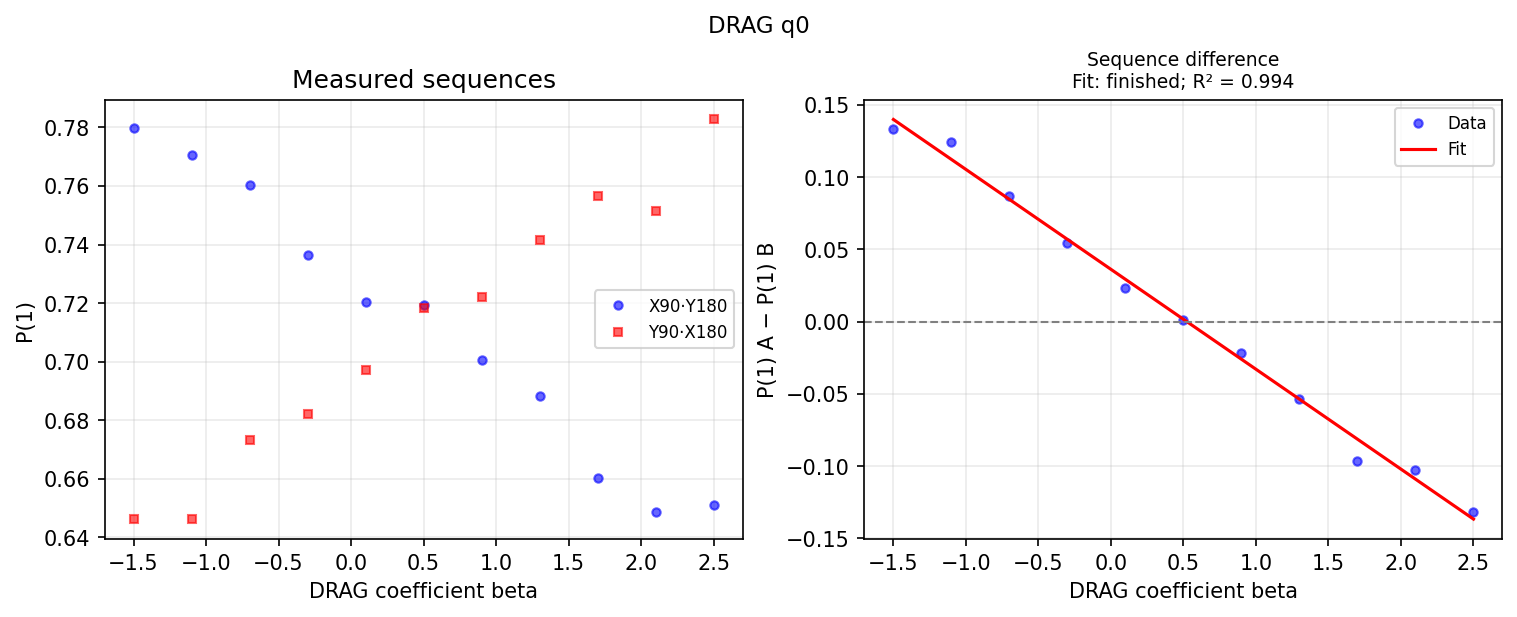 DRAG q0
Measured sequences
P(1)
0.78
0.76
0.74
0.72
0.70
0.68
0.66
0.64
X90·Y180
Y90·X180
−1.5 −1.0 −0.5 0.0 0.5 1.0 1.5 2.0 2.5
DRAG coefficient beta
Sequence difference
Fit: finished; R² = 0.994
P(1) A − P(1) B
0.15
0.10
0.05
0.00
−0.05
−0.10
−0.15
Data
Fit
−1.5 −1.0 −0.5 0.0 0.5 1.0 1.5 2.0 2.5
DRAG coefficient beta